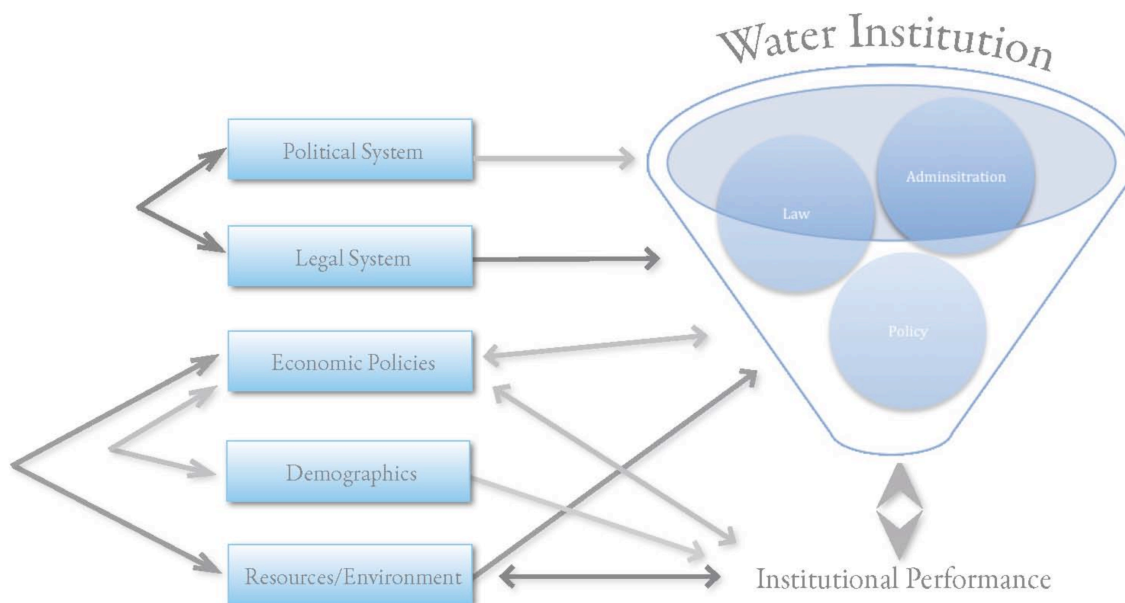 Water Institution
Political System
Adminsitration
Law
Legal System
Economic Policies
Policy
Demographics
Resources/Environment
Institutional Performance